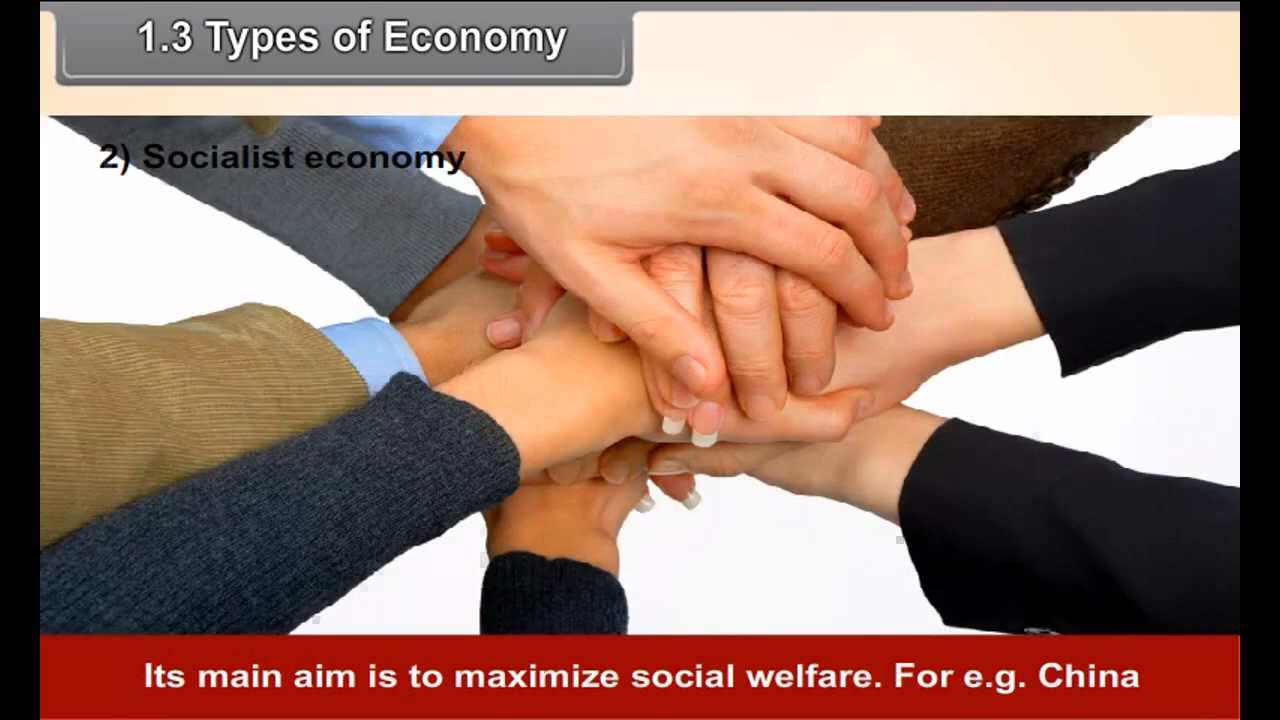 1.3 Types of Economy
2) Socialist economy
Its main aim is to maximize social welfare. For e.g. China